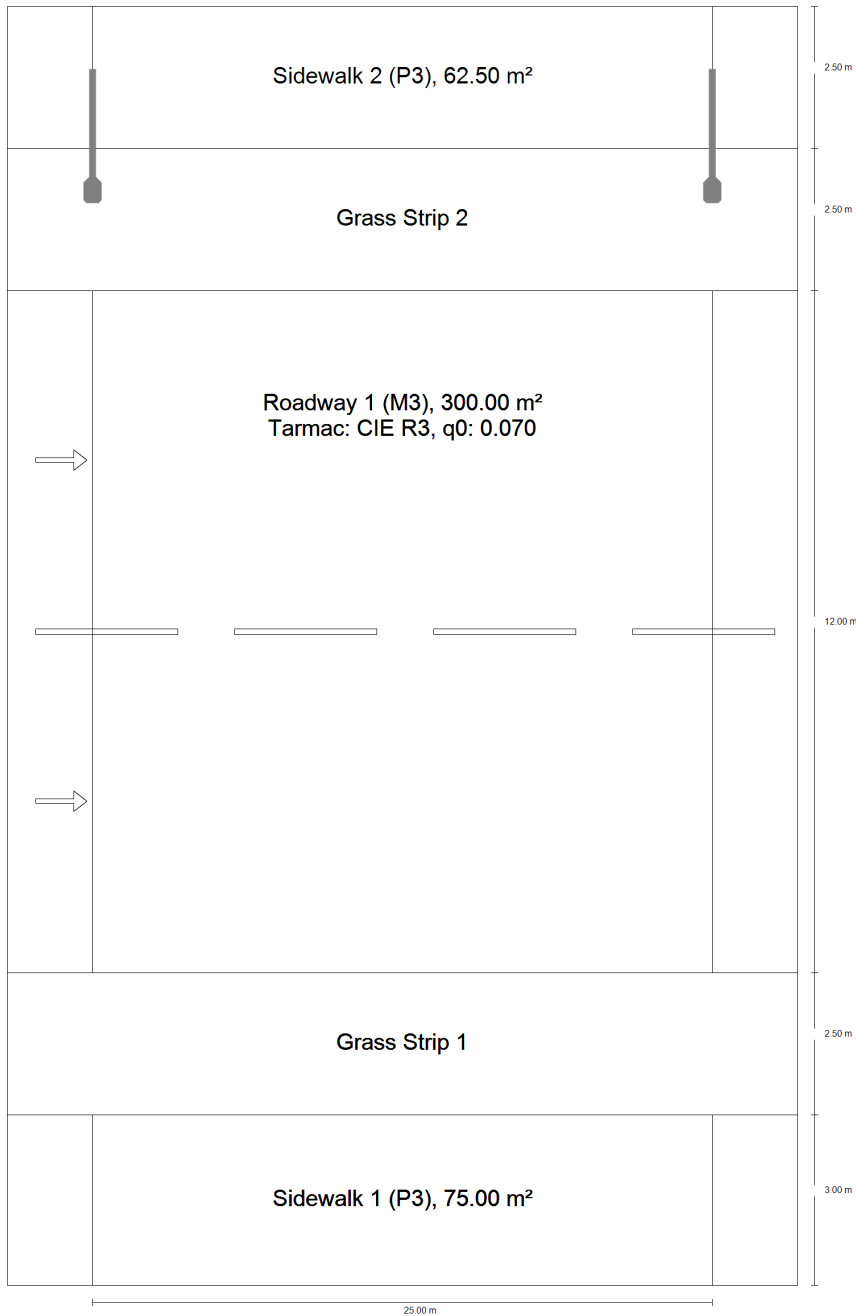 Sidewalk 2 (P3), 62.50 m²
2.50 m
Grass Strip 2
2.50 m
Roadway 1 (M3), 300.00 m²
Tarmac: CIE R3, q0: 0.070
12.00 m
Grass Strip 1
2.50 m
Sidewalk 1 (P3), 75.00 m²
3.00 m
25.00 m